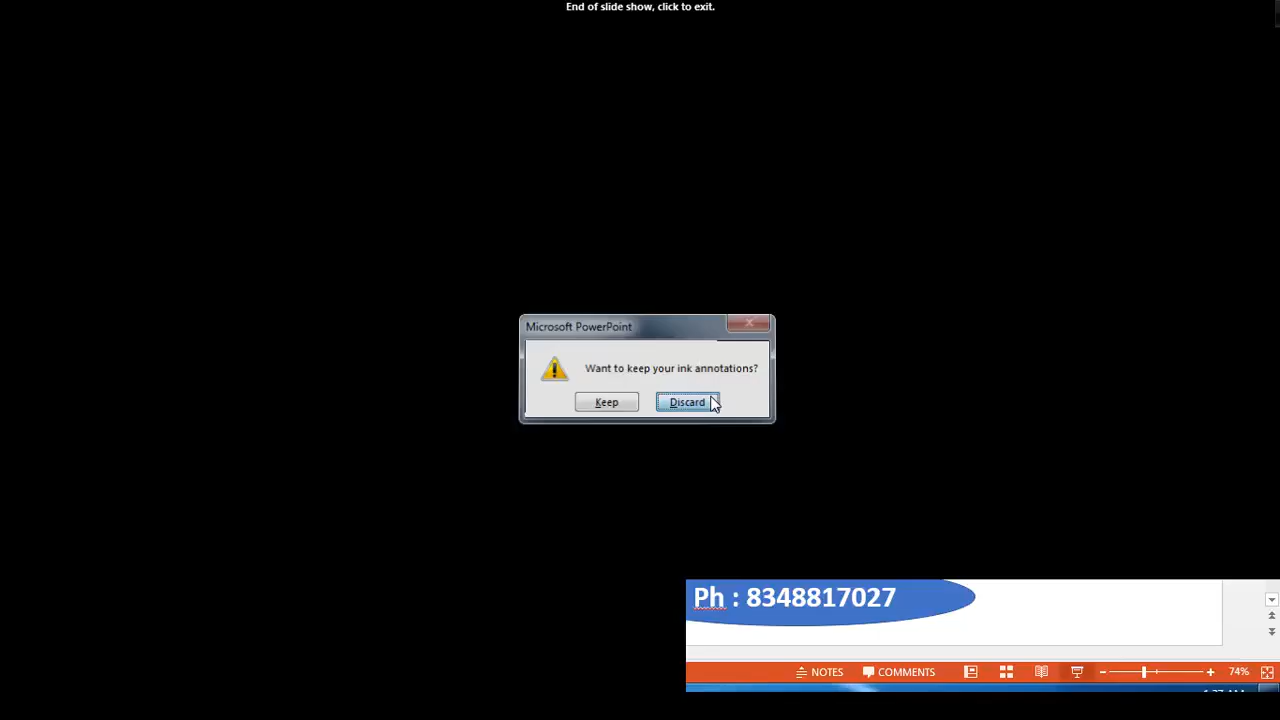 End of slide show, click to exit.
Microsoft PowerPoint
Want to keep your ink annotations?
Keep Discard
Ph : 8348817027
NOTES COMMENTS 74%